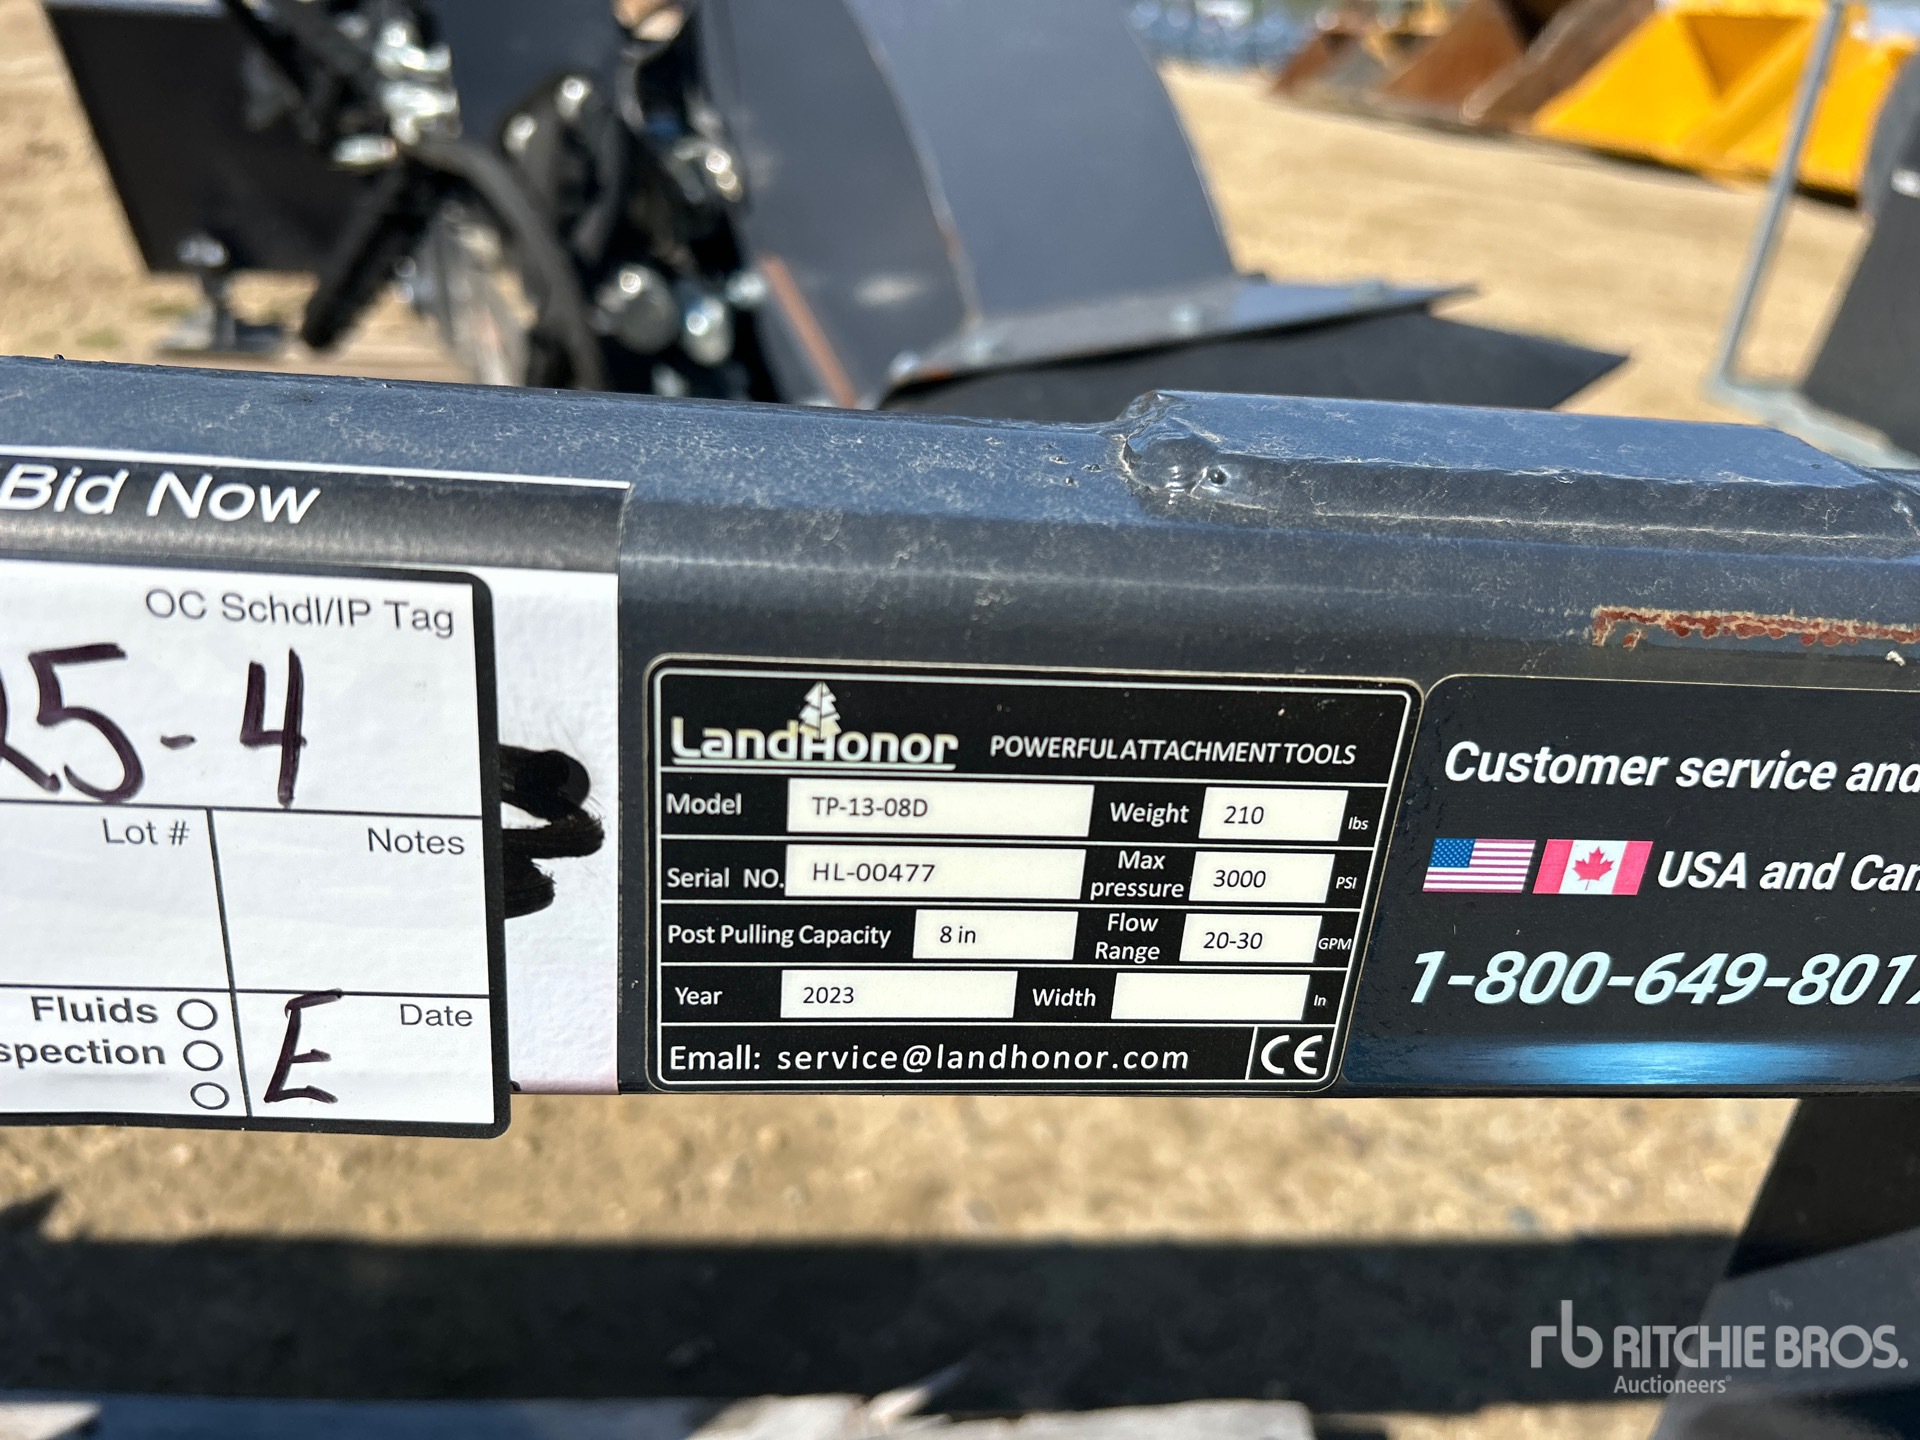 Bid Now
OC Schdl/IP Tag
25-4
Lot #
Notes
Fluids
spection
Date
E
LandHonor POWERFUL ATTACHMENT TOOLS
Model TP-13-08D Weight 210 lbs
Serial NO. HL-00477 Max pressure 3000 PSI
Post Pulling Capacity 8 in Flow Range 20-30 GPM
Year 2023 Width In
Emall: service@landhonor.com CE
Customer service and
USA and Can
1-800-649-801
rb RITCHIE BROS.
Auctioneers